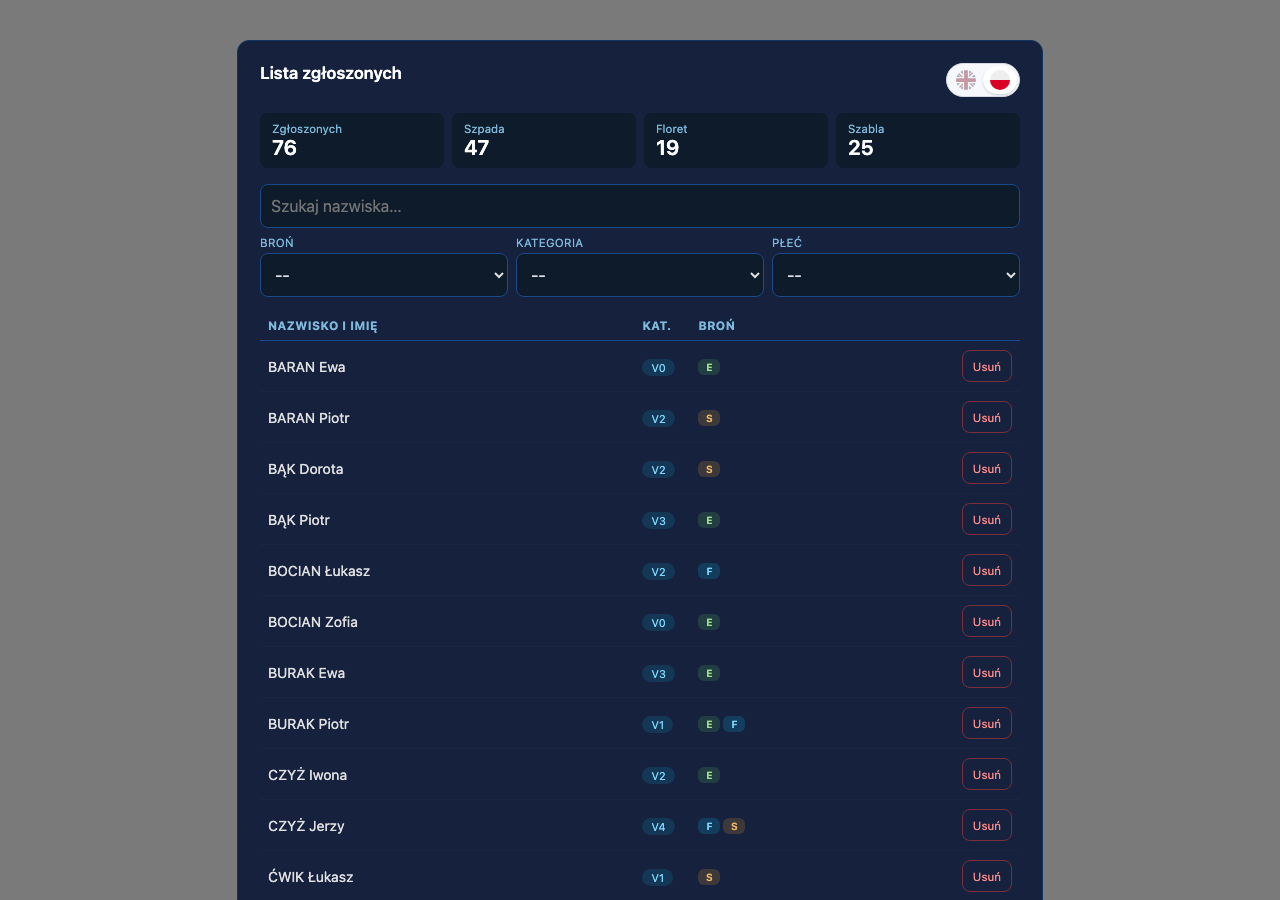 Lista zgłoszonych
Zgłoszonych Szpada Floret Szabla
76 47 19 25
Szukaj nazwiska...
BROŃ KATEGORIA PŁEĆ
-- -- --
NAZWISKO I IMIĘ KAT. BROŃ
BARAN Ewa V0 E Usuń
BARAN Piotr V2 S Usuń
BĄK Dorota V2 S Usuń
BĄK Piotr V3 E Usuń
BOCIAN Łukasz V2 F Usuń
BOCIAN Zofia V0 E Usuń
BURAK Ewa V3 E Usuń
BURAK Piotr V1 E F Usuń
CZYŻ Iwona V2 E Usuń
CZYŻ Jerzy V4 F S Usuń
ĆWIK Łukasz V1 S Usuń